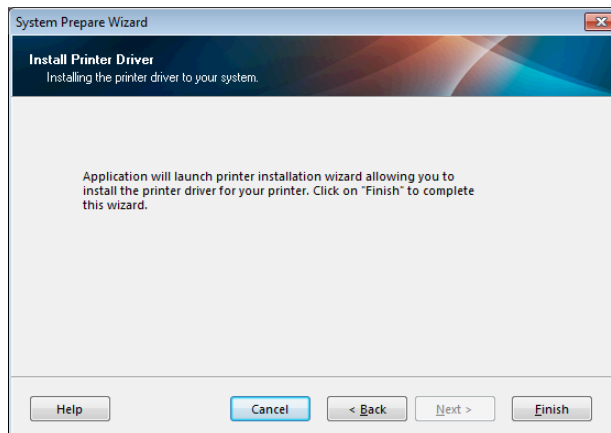 System Prepare Wizard
Install Printer Driver
Installing the printer driver to your system.
Application will launch printer installation wizard allowing you to
install the printer driver for your printer. Click on "Finish" to complete
this wizard.
Help
Cancel
< Back
Next >
Finish